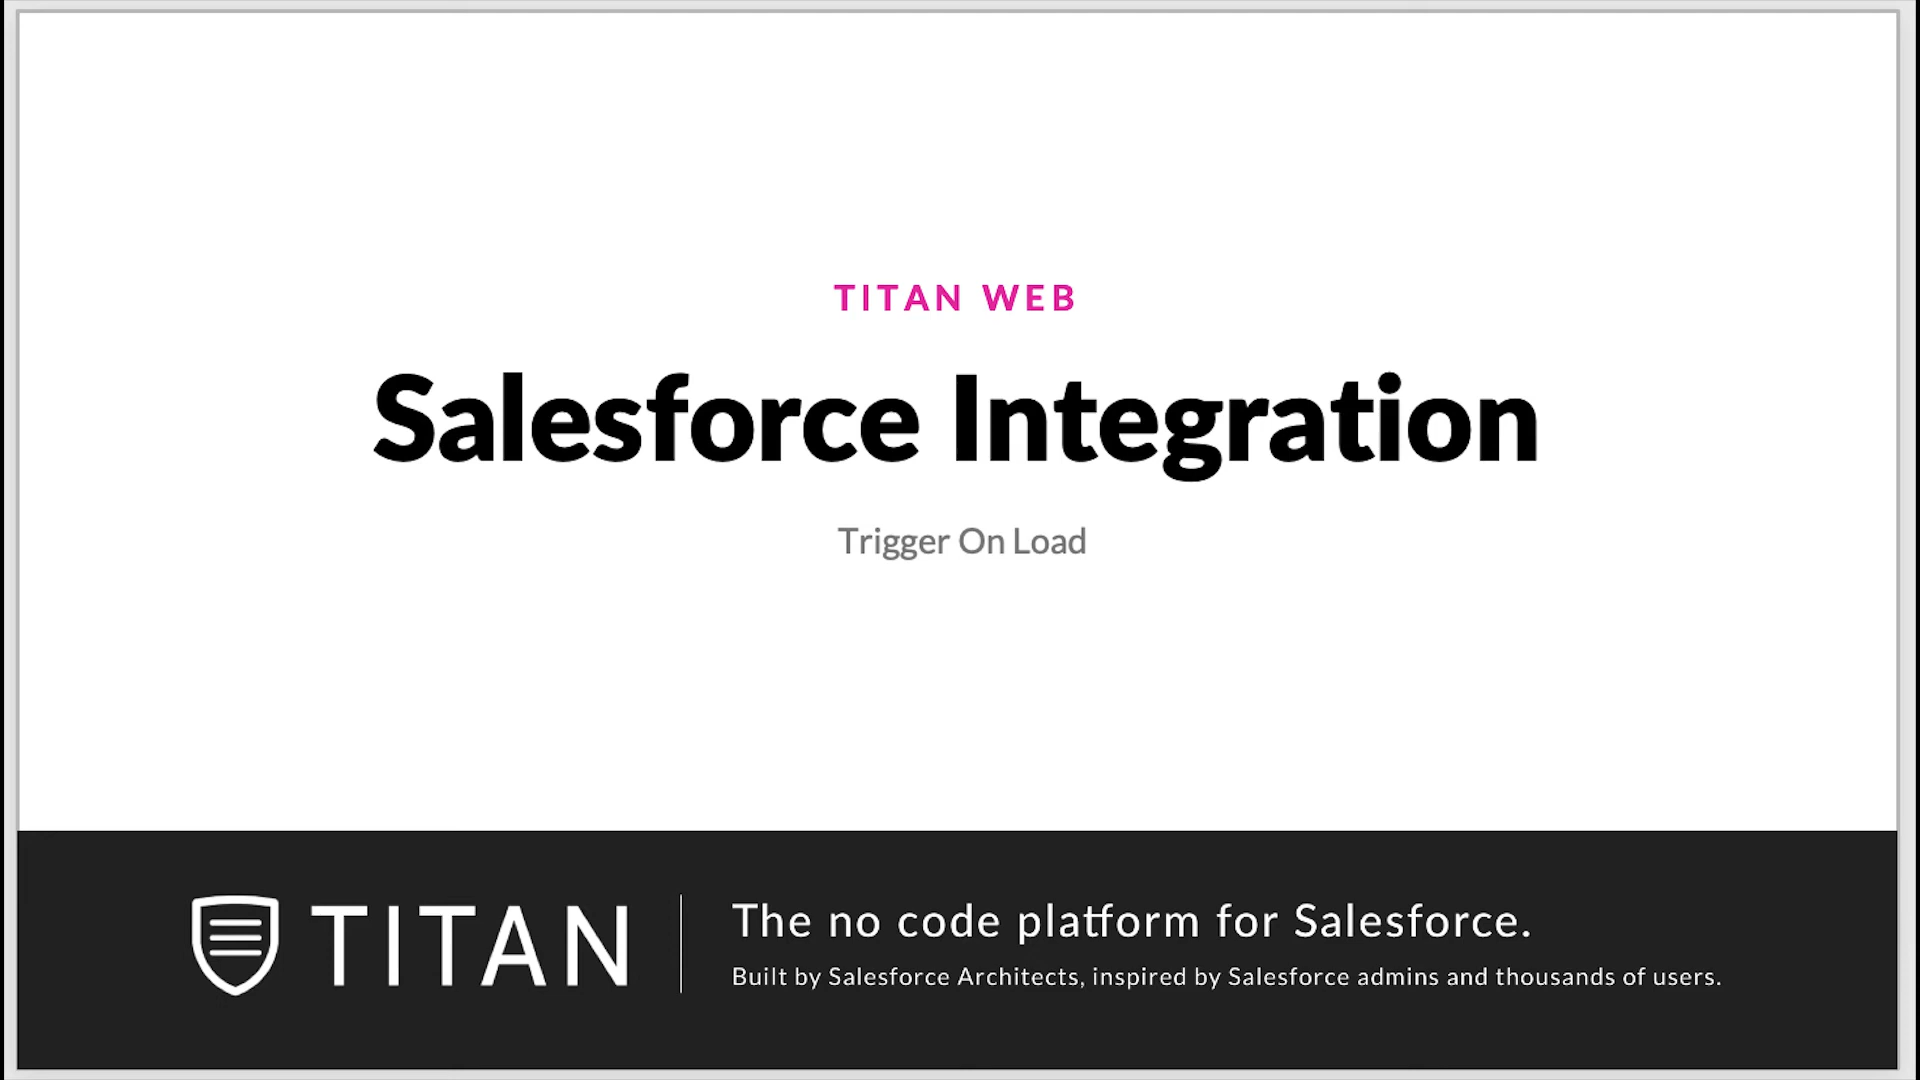 TITAN WEB
Salesforce Integration
Trigger On Load
TITAN
The no code platform for Salesforce.
Built by Salesforce Architects, inspired by Salesforce admins and thousands of users.